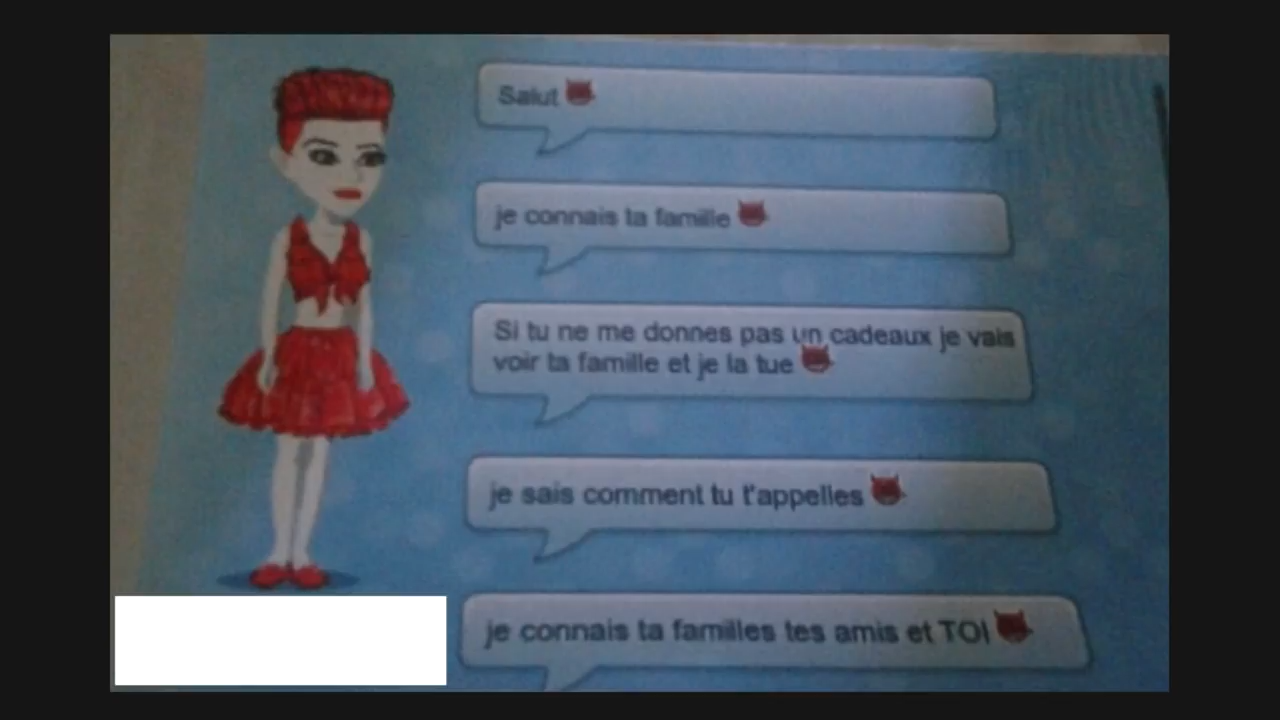 Salut
je connais ta famille
Si tu ne me donnes pas un cadeaux je vais
voir ta famille et je la tue
je sais comment tu t'appelles
je connais ta familles tes amis et TOI